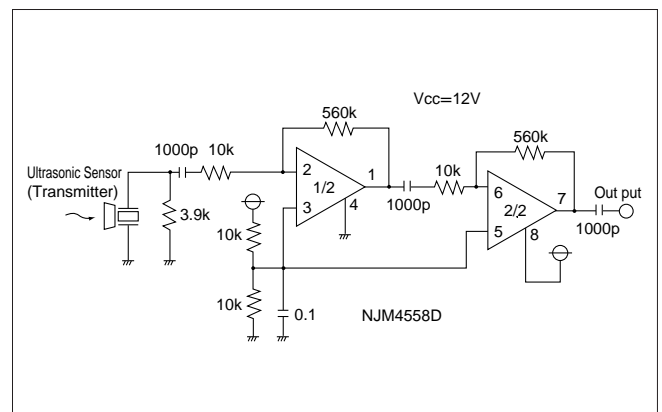 Vcc=12V
560k
560k
1000p 10k
Ultrasonic Sensor
(Transmitter)
3.9k
10k
10k
0.1
2
3
1/2
1
4
1000p
10k
6
5
2/2
7
8
Out put
1000p
NJM4558D